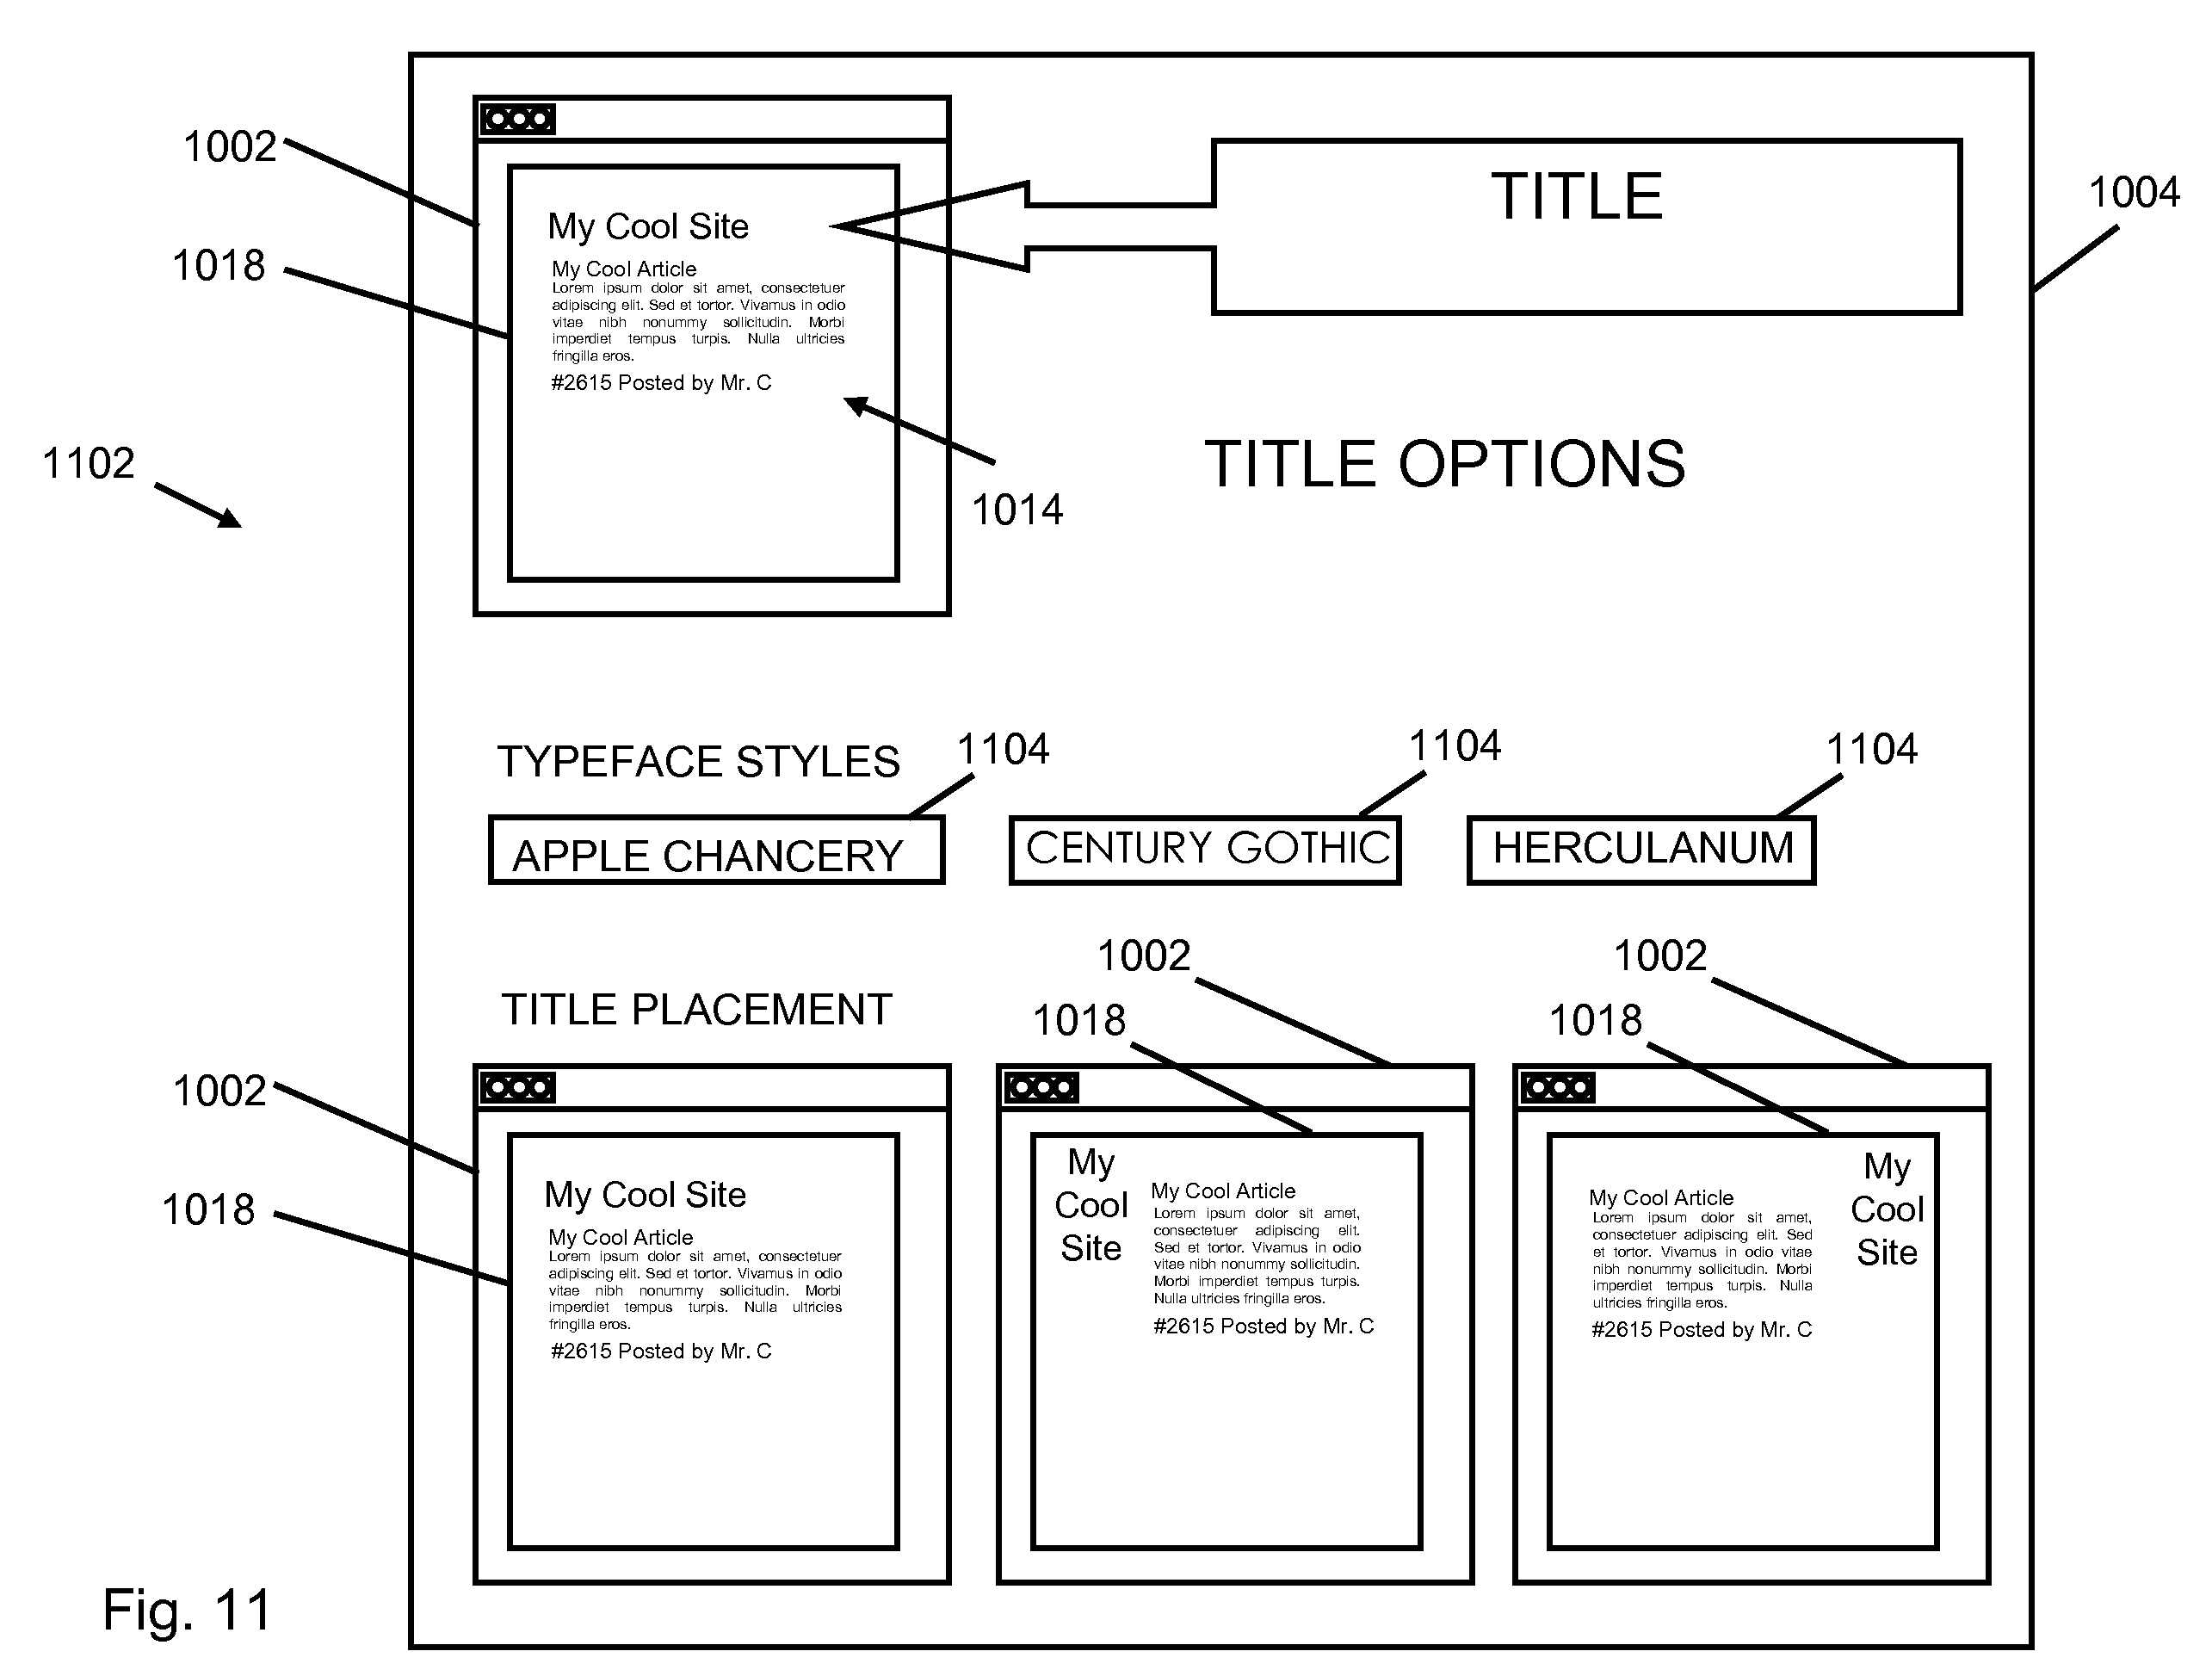 1002
1018
1102
My Cool Site
My Cool Article
Lorem ipsum dolor sit amet, consectetuer
adipiscing elit. Sed et tortor. Vivamus in odio
vitae nibh nonummy sollicitudin. Morbi
imperdiet tempus turpis. Nulla ultricies
fringilla eros.
#2615 Posted by Mr. C
1014
TITLE
1004
TITLE OPTIONS
TYPEFACE STYLES
1104
1104
1104
APPLE CHANCERY
CENTURY GOTHIC
HERCULANUM
TITLE PLACEMENT
1002
1018
My Cool Site
My Cool Article
Lorem ipsum dolor sit amet, consectetuer
adipiscing elit. Sed et tortor. Vivamus in odio
vitae nibh nonummy sollicitudin. Morbi
imperdiet tempus turpis. Nulla ultricies
fringilla eros.
#2615 Posted by Mr. C
1002
1018
My
Cool
Site
My Cool Article
Lorem ipsum dolor sit amet,
consectetuer adipiscing elit.
Sed et tortor. Vivamus in odio
vitae nibh nonummy sollicitudin.
Morbi imperdiet tempus turpis.
Nulla ultricies fringilla eros.
#2615 Posted by Mr. C
1002
1018
My Cool Article
Lorem ipsum dolor sit amet,
consectetuer adipiscing elit. Sed
et tortor. Vivamus in odio vitae
nibh nonummy sollicitudin. Morbi
imperdiet tempus turpis. Nulla
ultricies fringilla eros.
#2615 Posted by Mr. C
My
Cool
Site
Fig. 11